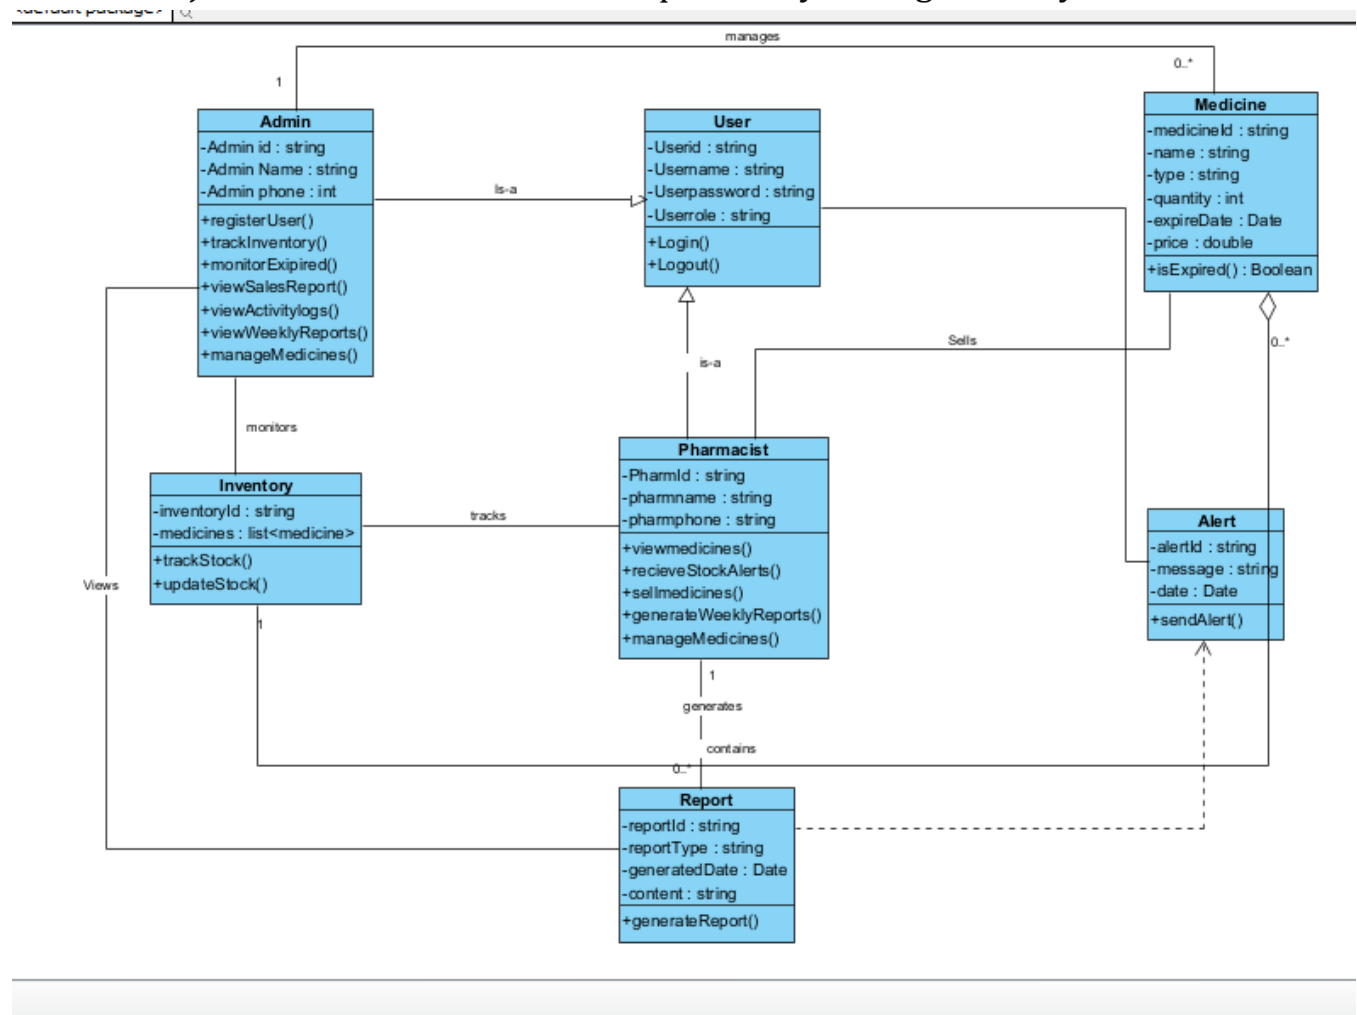 <default package>
manages
1
0..*
Admin
-Admin id : string
-Admin Name : string
-Admin phone : int
+registerUser()
+trackInventory()
+monitorExipired()
+viewSalesReport()
+viewActivitylogs()
+viewWeeklyReports()
+manageMedicines()
Is-a
User
-Userid : string
-Username : string
-Userpassword : string
-Userrole : string
+Login()
+Logout()
Medicine
-medicineId : string
-name : string
-type : string
-quantity : int
-expireDate : Date
-price : double
+isExpired() : Boolean
Sells
0..*
is-a
monitors
Inventory
-inventoryId : string
-medicines : list<medicine>
+trackStock()
+updateStock()
1
tracks
Pharmacist
-PharmId : string
-pharmname : string
-pharmphone : string
+viewmedicines()
+recieveStockAlerts()
+sellmedicines()
+generateWeeklyReports()
+manageMedicines()
Alert
-alertId : string
-message : string
-date : Date
+sendAlert()
Views
1
generates
contains
0..*
Report
-reportId : string
-reportType : string
-generatedDate : Date
-content : string
+generateReport()